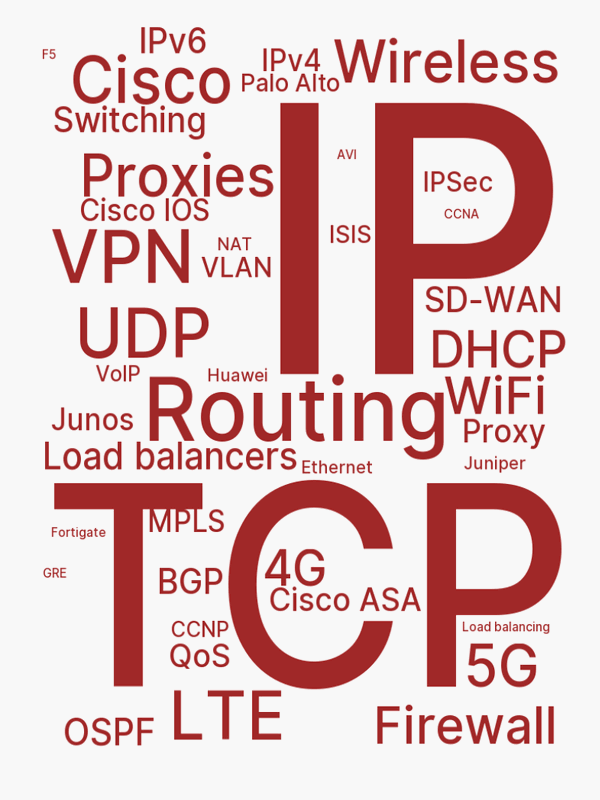 IPv6
F5
IPv4
Wireless
Cisco
Palo Alto
Switching
IP
AVI
Proxies
IPSec
Cisco IOS
CCNA
ISIS
VPN
NAT
VLAN
SD-WAN
UDP
DHCP
VoIP
Huawei
Routing
WiFi
Junos
Proxy
Load balancers
Ethernet
Juniper
TCP
MPLS
Fortigate
4G
GRE
BGP
Cisco ASA
CCNP
Load balancing
QoS
5G
LTE
OSPF
Firewall